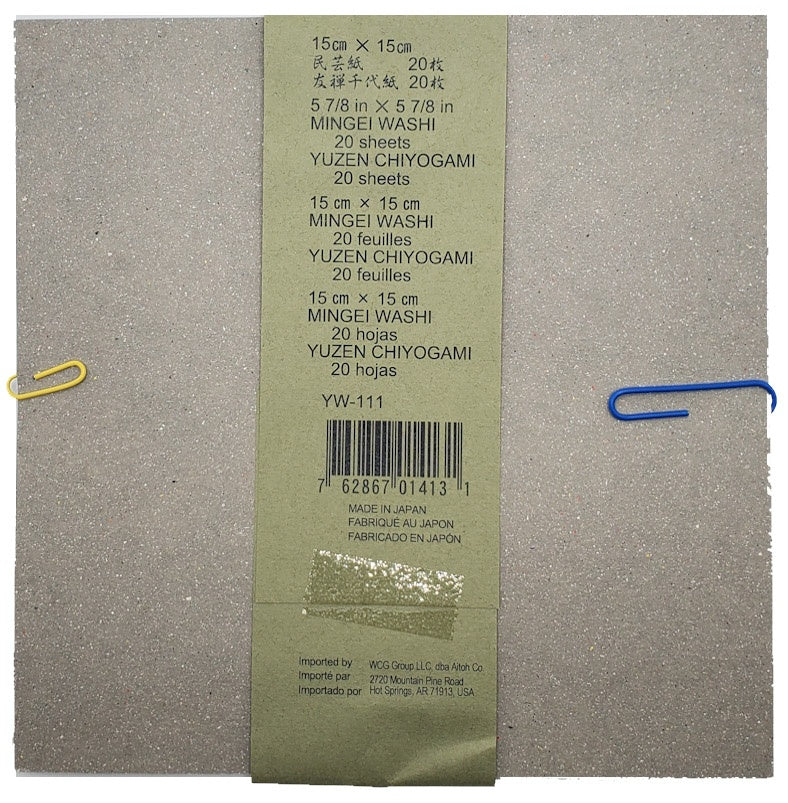 15cm × 15cm
民芸紙 20枚
友禅千代紙 20枚
5 7/8 in × 5 7/8 in
MINGEI WASHI
20 sheets
YUZEN CHIYOGAMI
20 sheets
15 cm × 15 cm
MINGEI WASHI
20 feuilles
YUZEN CHIYOGAMI
20 feuilles
15 cm × 15 cm
MINGEI WASHI
20 hojas
YUZEN CHIYOGAMI
20 hojas
YW-111
7 62867 01413 1
MADE IN JAPAN
FABRIQUÉ AU JAPON
FABRICADO EN JAPÓN
Imported by WCG Group LLC. dba Aitoh Co.
Importé par 2720 Mountain Pine Road
Importado por Hot Springs, AR 71913, USA